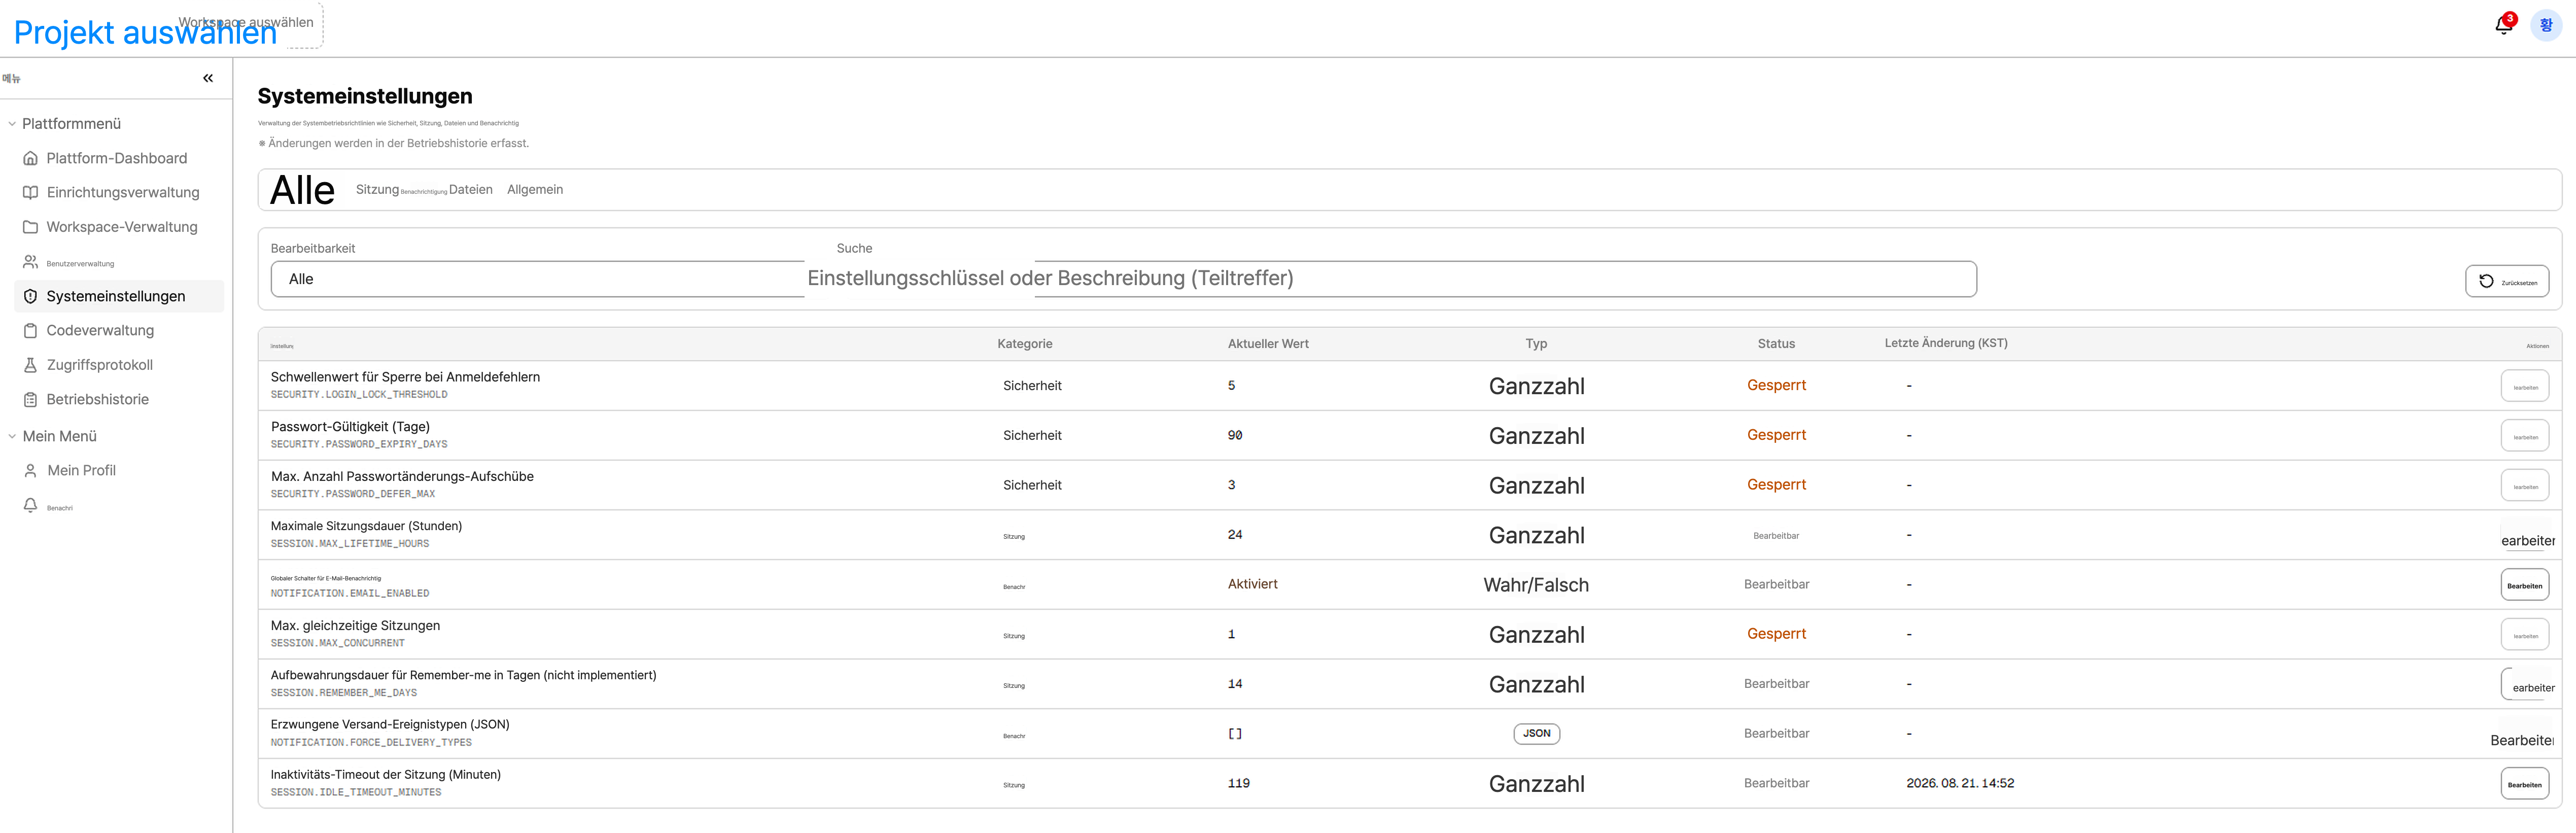 Projekt auswählen
Workspace auswählen
3
황
메뉴
Plattformmenü
Plattform-Dashboard
Einrichtungsverwaltung
Workspace-Verwaltung
Benutzerverwaltung
Systemeinstellungen
Codeverwaltung
Zugriffsprotokoll
Betriebshistorie
Mein Menü
Mein Profil
Benachri
Systemeinstellungen
Verwaltung der Systembetriebsrichtlinien wie Sicherheit, Sitzung, Dateien und Benachrichtig
※ Änderungen werden in der Betriebshistorie erfasst.
Alle Sitzung Benachrichtigung Dateien Allgemein
Bearbeitbarkeit Suche
Alle Einstellungsschlüssel oder Beschreibung (Teiltreffer)
Zurücksetzen
Kategorie Aktueller Wert Typ Status Letzte Änderung (KST) Aktionen
Schwellenwert für Sperre bei Anmeldefehlern
SECURITY.LOGIN_LOCK_THRESHOLD
Sicherheit 5 Ganzzahl Gesperrt - earbeiten
Passwort-Gültigkeit (Tage)
SECURITY.PASSWORD_EXPIRY_DAYS
Sicherheit 90 Ganzzahl Gesperrt - earbeiten
Max. Anzahl Passwortänderungs-Aufschübe
SECURITY.PASSWORD_DEFER_MAX
Sicherheit 3 Ganzzahl Gesperrt - earbeiten
Maximale Sitzungsdauer (Stunden)
SESSION.MAX_LIFETIME_HOURS
Sitzung 24 Ganzzahl Bearbeitbar - earbeiter
Globaler Schalter für E-Mail-Benachrichtig
NOTIFICATION.EMAIL_ENABLED
Benachr Aktiviert Wahr/Falsch Bearbeitbar - Bearbeiten
Max. gleichzeitige Sitzungen
SESSION.MAX_CONCURRENT
Sitzung 1 Ganzzahl Gesperrt - earbeiten
Aufbewahrungsdauer für Remember-me in Tagen (nicht implementiert)
SESSION.REMEMBER_ME_DAYS
Sitzung 14 Ganzzahl Bearbeitbar - earbeiter
Erzwungene Versand-Ereignistypen (JSON)
NOTIFICATION.FORCE_DELIVERY_TYPES
Benachr [] JSON Bearbeitbar - Bearbeiter
Inaktivitäts-Timeout der Sitzung (Minuten)
SESSION.IDLE_TIMEOUT_MINUTES
Sitzung 119 Ganzzahl Bearbeitbar 2026. 08. 21. 14:52 Bearbeiten